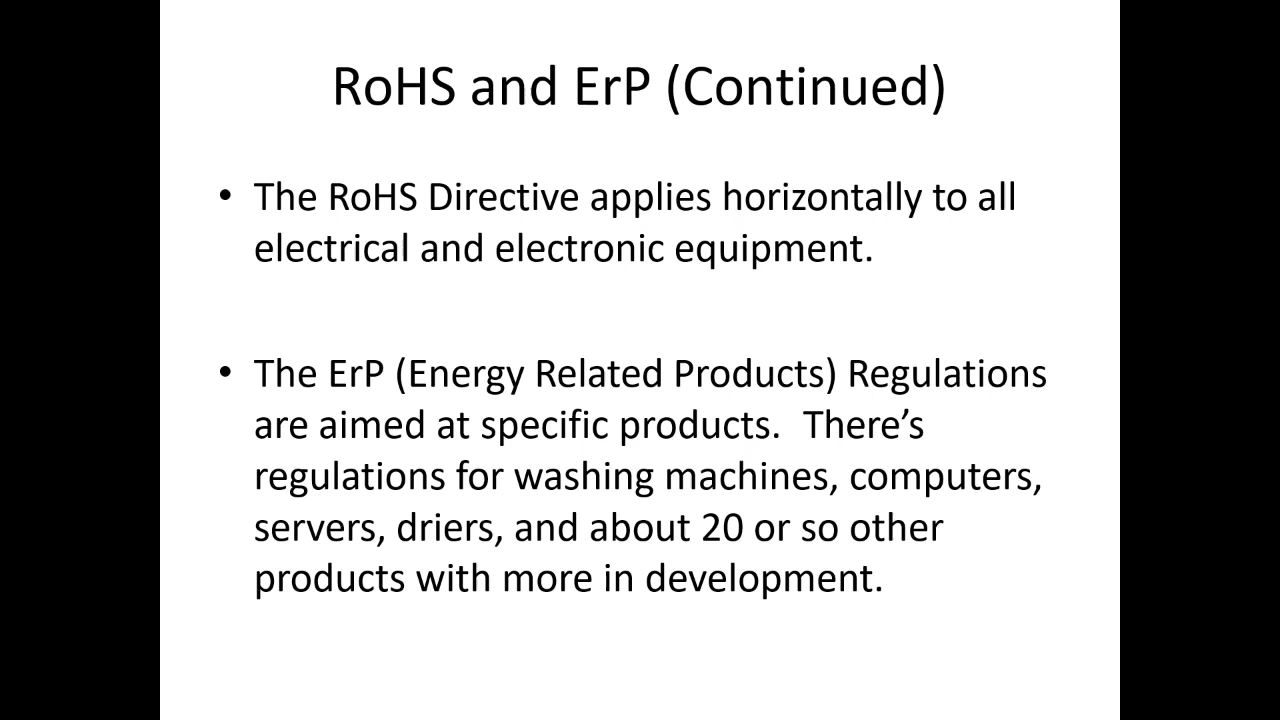 RoHS and ErP (Continued)
• The RoHS Directive applies horizontally to all
electrical and electronic equipment.
• The ErP (Energy Related Products) Regulations
are aimed at specific products.  There’s
regulations for washing machines, computers,
servers, driers, and about 20 or so other
products with more in development.